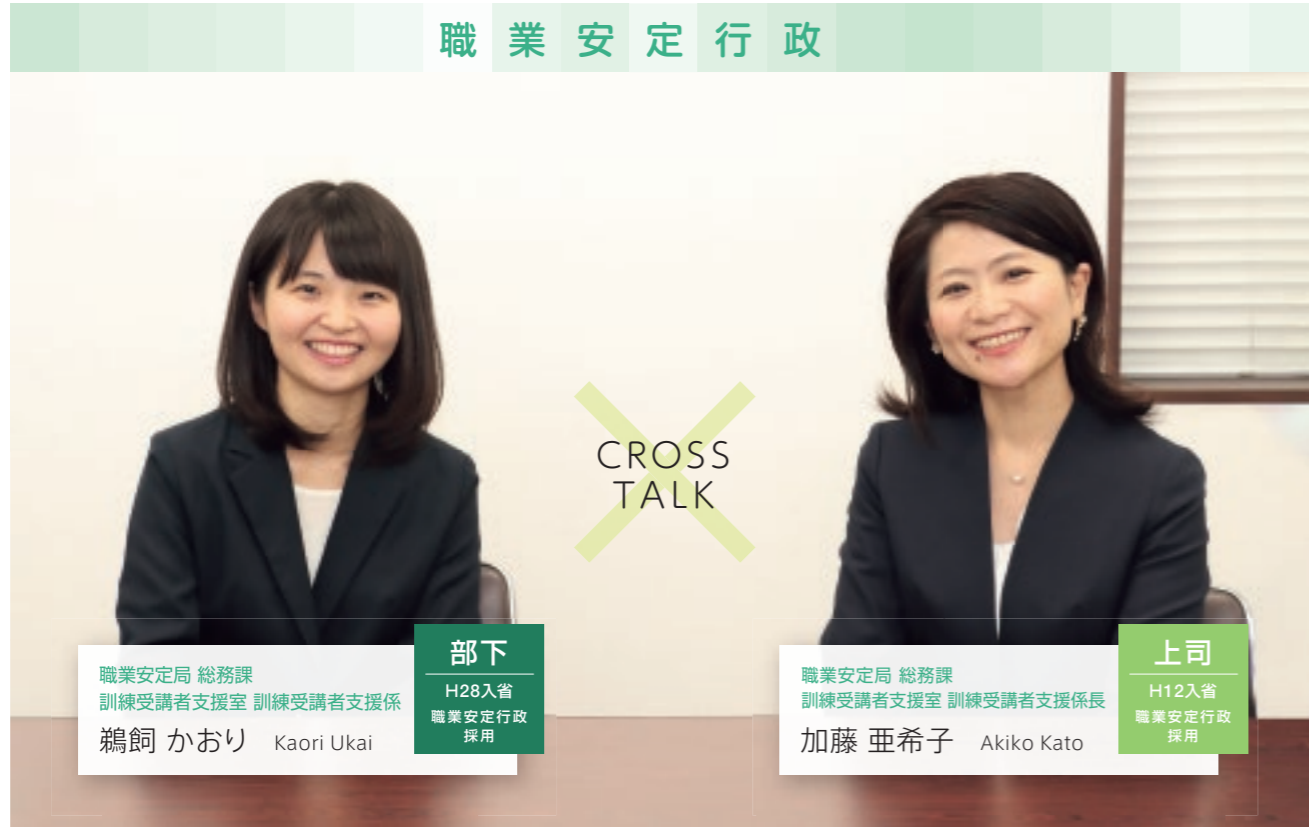 職業安定行政
CROSS
TALK
職業安定局 総務課
訓練受講者支援室 訓練受講者支援係
鵜飼 かおり Kaori Ukai
部下
H28入省
職業安定行政
採用
職業安定局 総務課
訓練受講者支援室 訓練受講者支援係長
加藤 亜希子 Akiko Kato
上司
H12入省
職業安定行政
採用